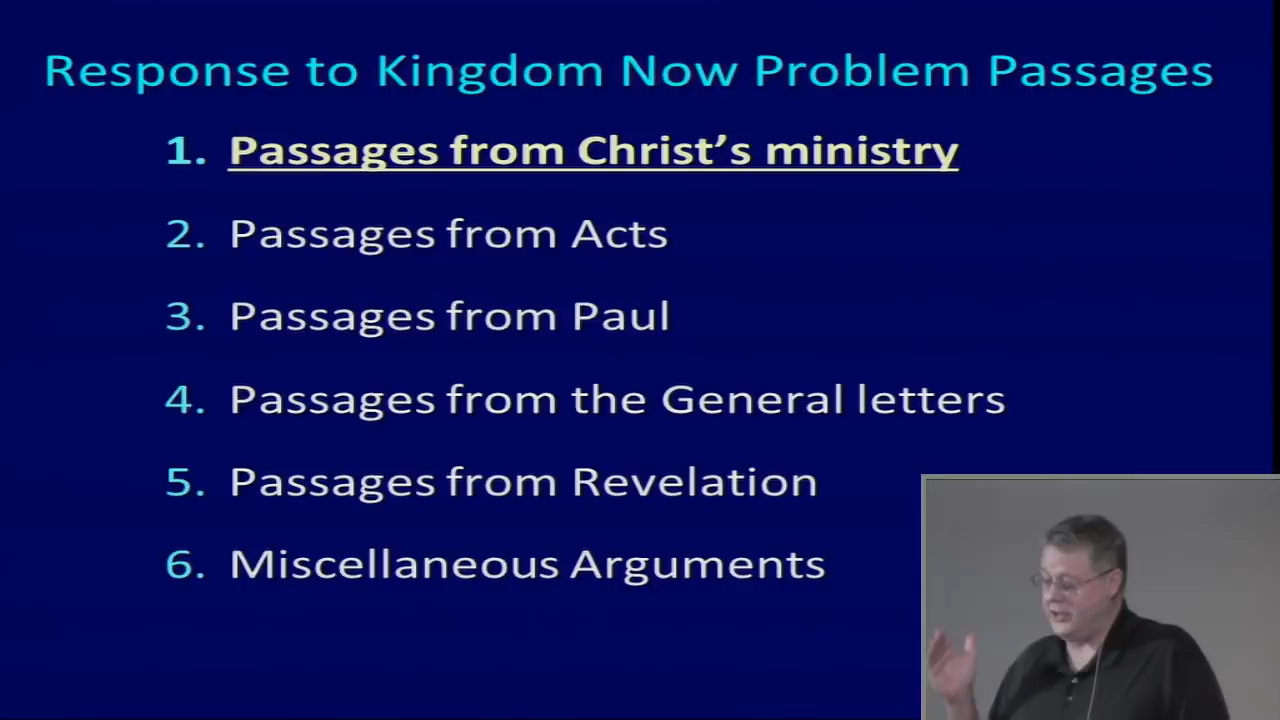 Response to Kingdom Now Problem Passages
1. Passages from Christ's ministry
2. Passages from Acts
3. Passages from Paul
4. Passages from the General letters
5. Passages from Revelation
6. Miscellaneous Arguments